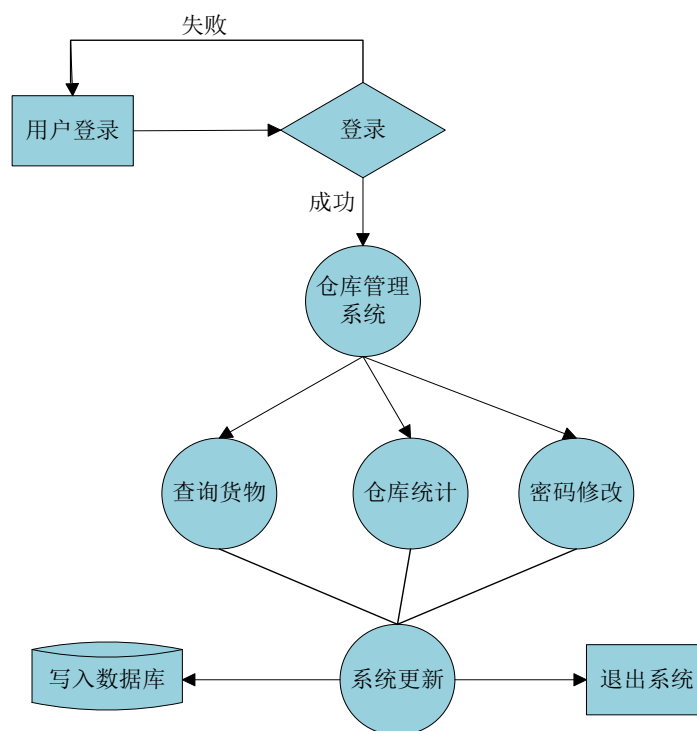 失败
用户登录
登录
成功
仓库管理
系统
查询货物
仓库统计
密码修改
写入数据库
系统更新
退出系统